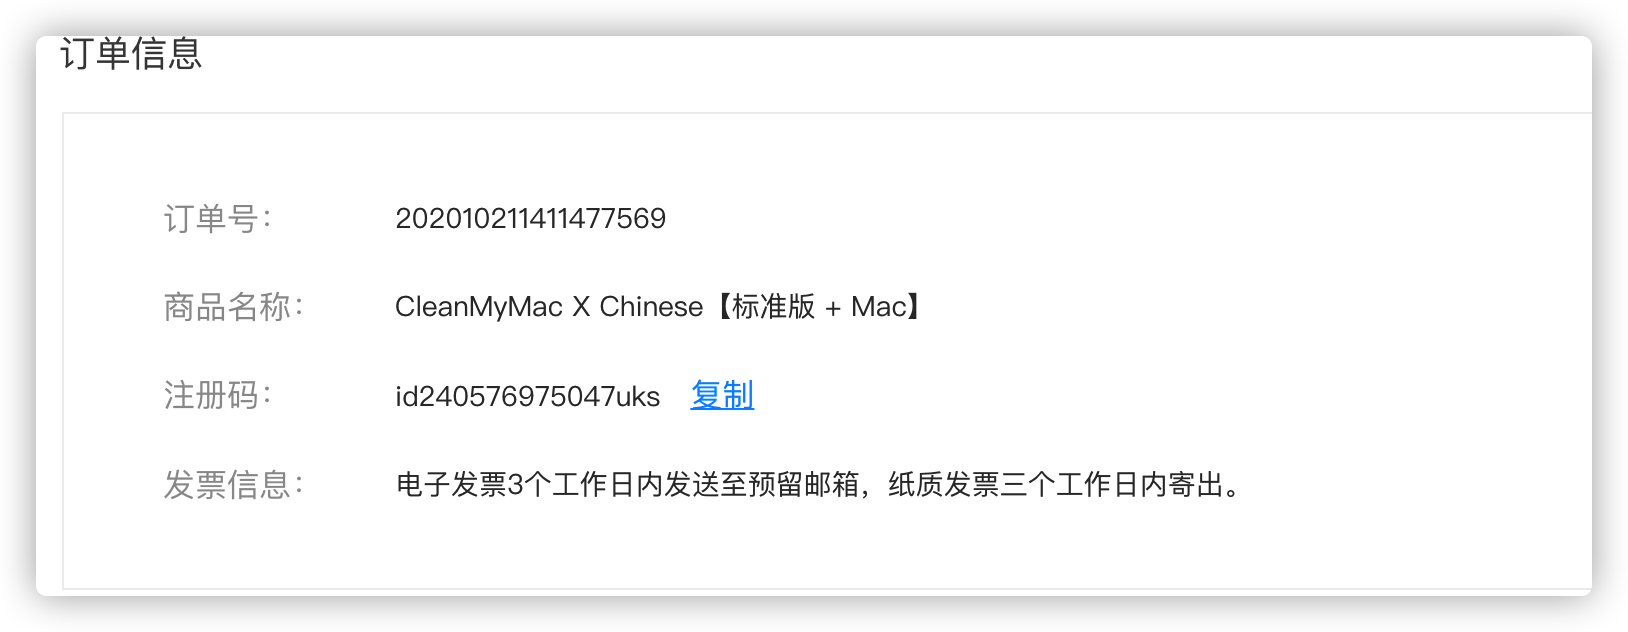 订单信息
订单号： 202010211411477569
商品名称： CleanMyMac X Chinese【标准版 + Mac】
注册码： id240576975047uks 复制
发票信息： 电子发票3个工作日内发送至预留邮箱，纸质发票三个工作日内寄出。